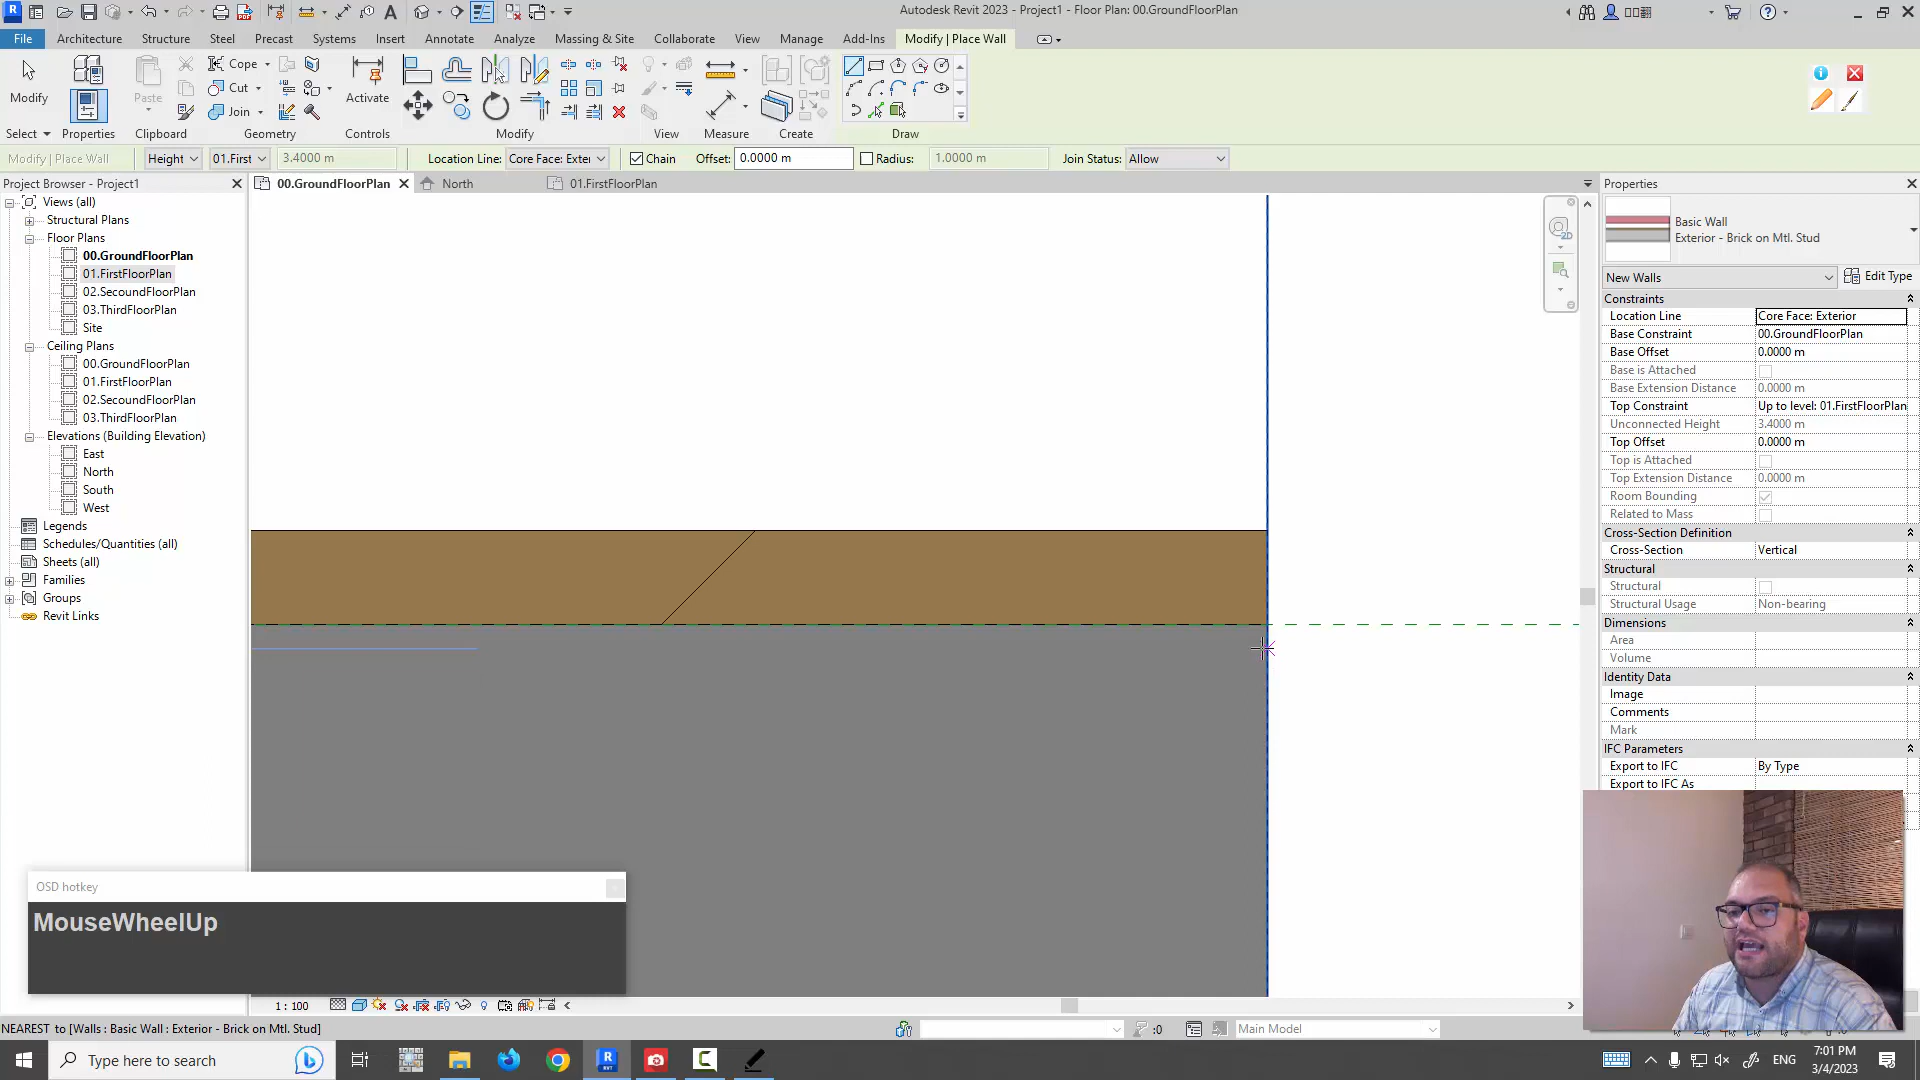 Autodesk Revit 2023 - Project1 - Floor Plan: 00.GroundFloorPlan
File Architecture Structure Steel Precast Systems Insert Annotate Analyze Massing & Site Collaborate View Manage Add-Ins Modify | Place Wall
Modify
Paste
Cope
Cut
Join
Activate
Select Properties Clipboard Geometry Controls Modify View Measure Create Draw
Modify | Place Wall Height 01.First 3.4000 m Location Line: Core Face: Exter Chain Offset: 0.0000 m Radius: 1.0000 m Join Status: Allow
Project Browser - Project1
00.GroundFloorPlan North 01.FirstFloorPlan
Views (all)
Structural Plans
Floor Plans
00.GroundFloorPlan
01.FirstFloorPlan
02.SecoundFloorPlan
03.ThirdFloorPlan
Site
Ceiling Plans
00.GroundFloorPlan
01.FirstFloorPlan
02.SecoundFloorPlan
03.ThirdFloorPlan
Elevations (Building Elevation)
East
North
South
West
Legends
Schedules/Quantities (all)
Sheets (all)
Families
Groups
Revit Links
2D
Properties
Basic Wall
Exterior - Brick on Mtl. Stud
New Walls Edit Type
Constraints
Location Line Core Face: Exterior
Base Constraint 00.GroundFloorPlan
Base Offset 0.0000 m
Base is Attached
Base Extension Distance 0.0000 m
Top Constraint Up to level: 01.FirstFloorPlan
Unconnected Height 3.4000 m
Top Offset 0.0000 m
Top is Attached
Top Extension Distance 0.0000 m
Room Bounding
Related to Mass
Cross-Section Definition
Cross-Section Vertical
Structural
Structural
Structural Usage Non-bearing
Dimensions
Area
Volume
Identity Data
Image
Comments
Mark
IFC Parameters
Export to IFC By Type
Export to IFC As
OSD hotkey
MouseWheelUp
1 : 100
NEAREST to [Walls : Basic Wall : Exterior - Brick on Mtl. Stud]
:0
Main Model
Type here to search
ENG
7:01 PM
3/4/2023